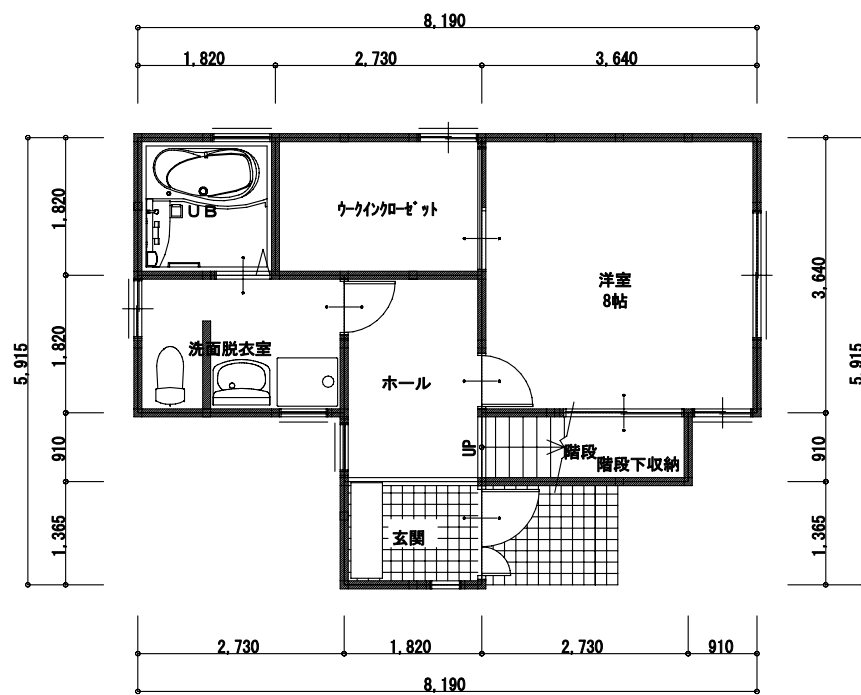 8,190
1,820
2,730
3,640
5,915
1,820
1,820
910
1,365
UB
ウークインクローゼット
洋室
8帖
洗面脱衣室
ホール
UP
階段
階段下収納
玄関
3,640
910
1,365
5,915
2,730
1,820
2,730
910
8,190